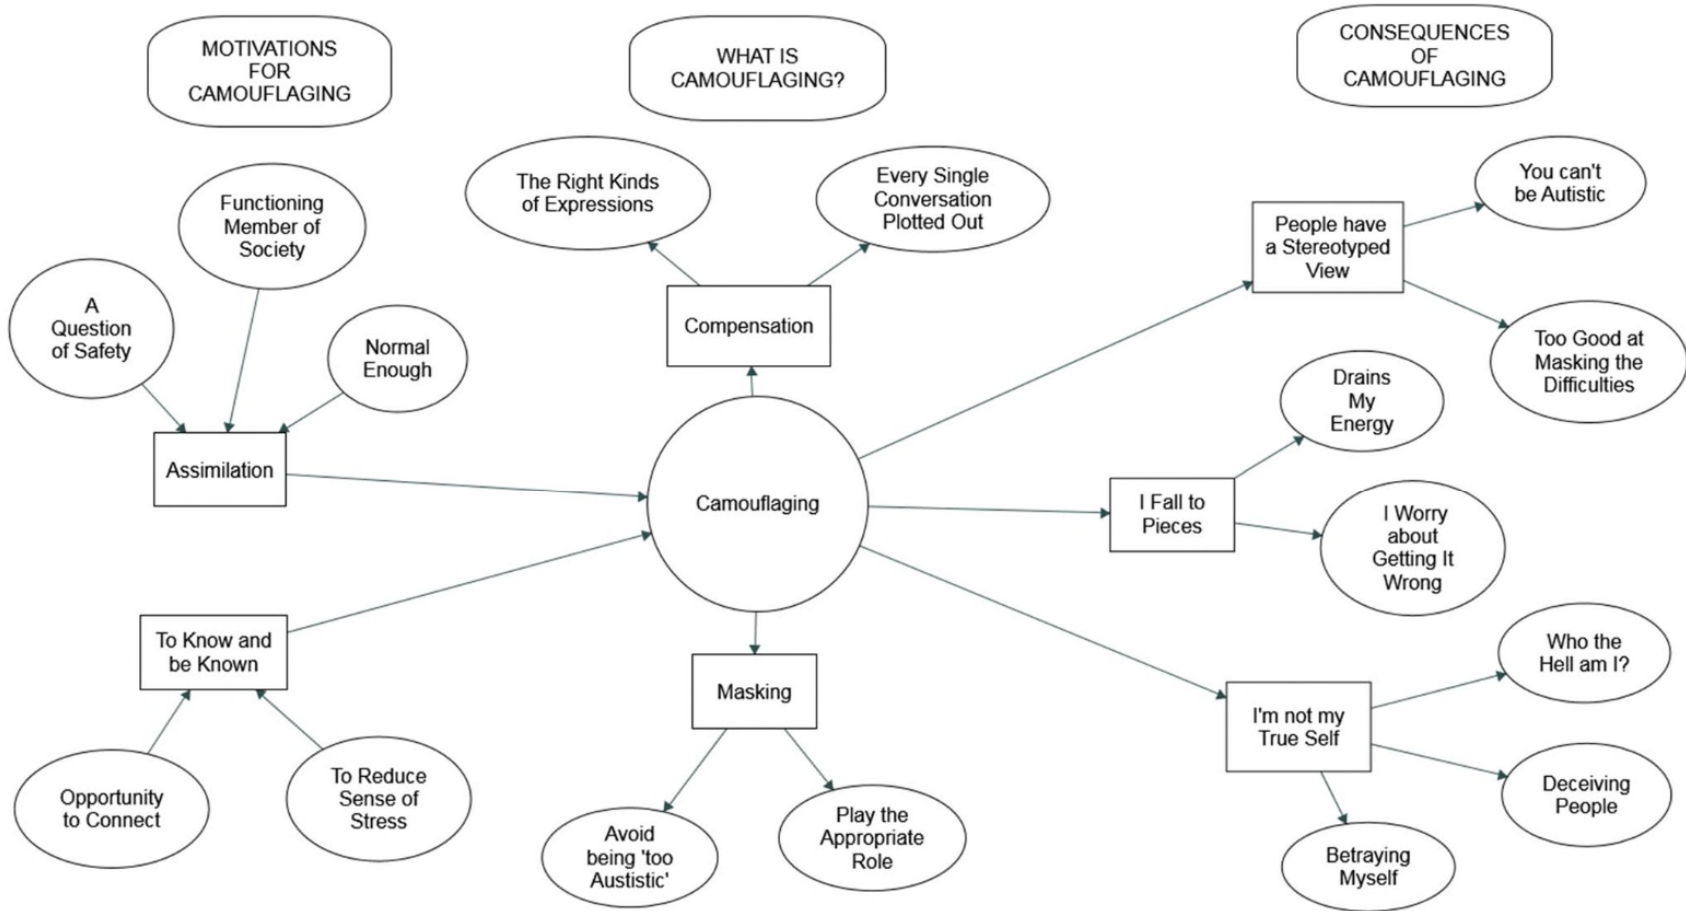 MOTIVATIONS
FOR
CAMOUFLAGING
WHAT IS
CAMOUFLAGING?
CONSEQUENCES
OF
CAMOUFLAGING
Functioning
Member of
Society
A
Question
of Safety
Normal
Enough
Assimilation
To Know and
be Known
Opportunity
to Connect
To Reduce
Sense of
Stress
The Right Kinds
of Expressions
Every Single
Conversation
Plotted Out
Compensation
Camouflaging
Masking
Avoid
being 'too
Austistic'
Play the
Appropriate
Role
People have
a Stereotyped
View
You can't
be Autistic
Too Good at
Masking the
Difficulties
I Fall to
Pieces
Drains
My
Energy
I Worry
about
Getting It
Wrong
I'm not my
True Self
Who the
Hell am I?
Deceiving
People
Betraying
Myself